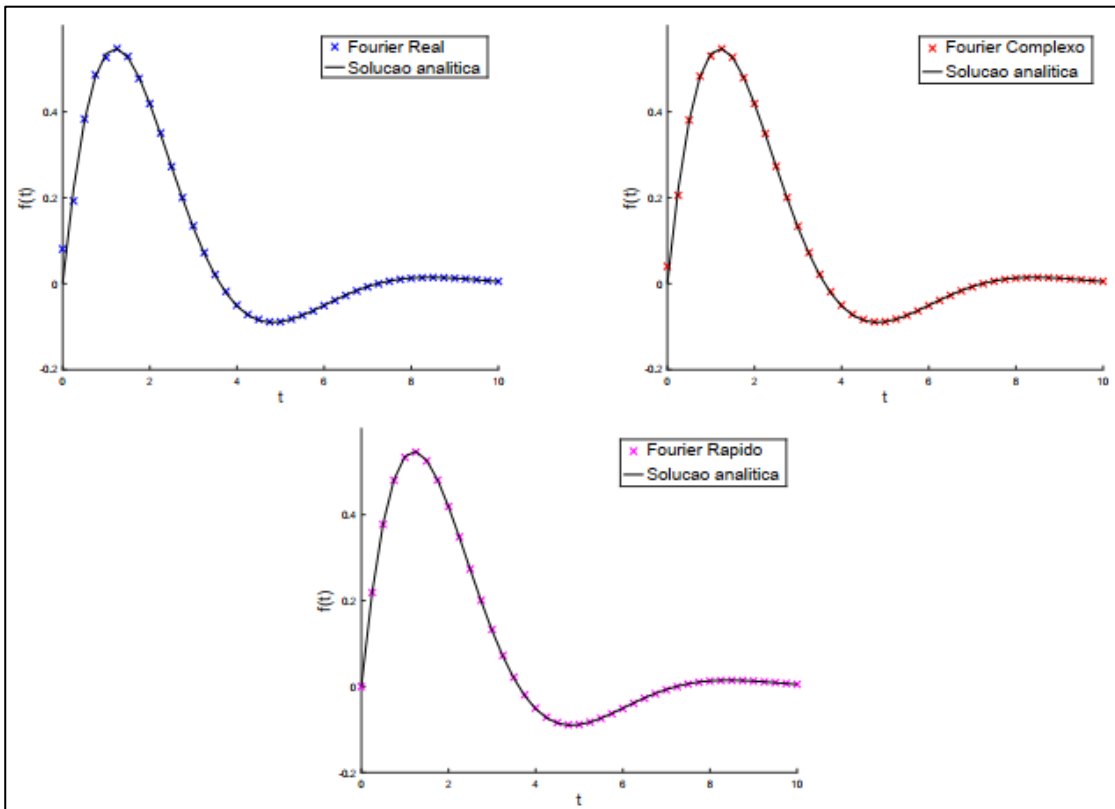 Fourier Real
Solucao analitica
0.4
0.2
0
-0.2
f(t)
0 2 4 6 8 10
t
Fourier Complexo
Solucao analitica
0.4
0.2
0
-0.2
f(t)
0 2 4 6 8 10
t
Fourier Rapido
Solucao analitica
0.4
0.2
0
-0.2
f(t)
0 2 4 6 8 10
t